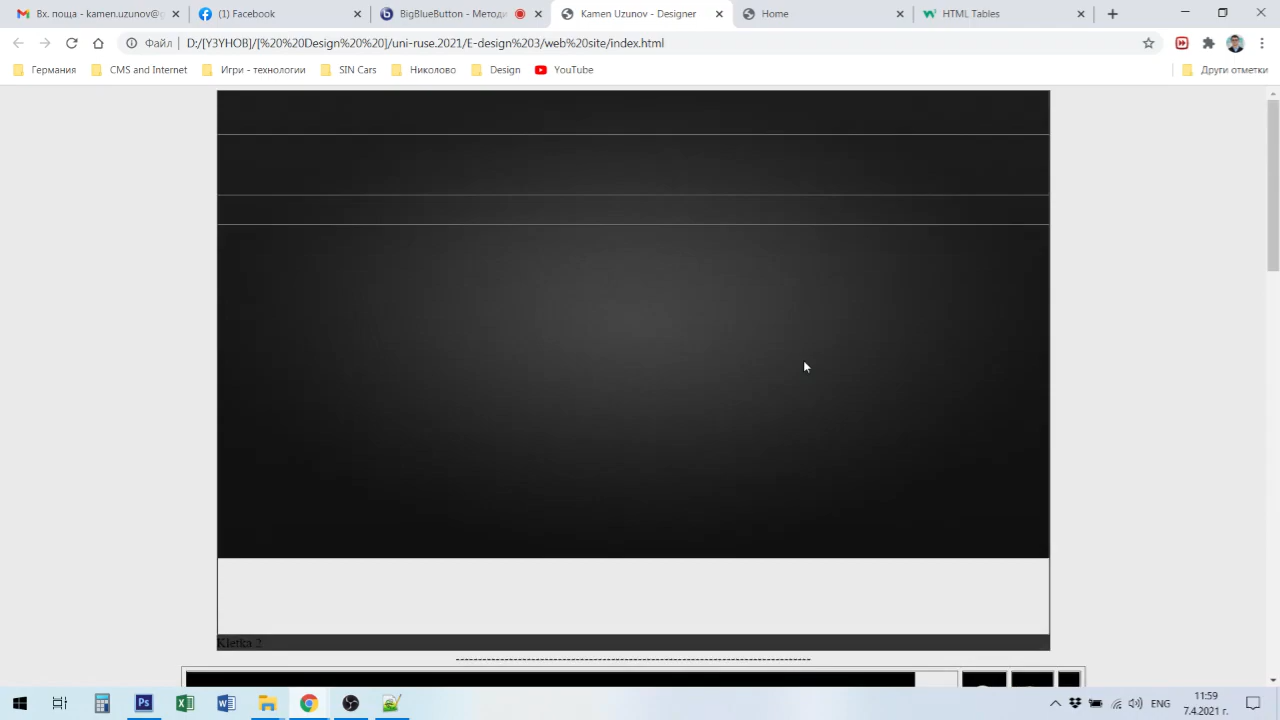 Вх. поща - kamen.uzunov@g
(1) Facebook
BigBlueButton - Методи
Kamen Uzunov - Designer
Home
HTML Tables
Файл
D:/[УЗУНОВ]/[%20%20Design%20%20]/uni-ruse.2021/E-design%203/web%20site/index.html
Германия
CMS and Internet
Игри - технологии
SIN Cars
Николово
Design
YouTube
Други отметки
Kletka 2
--------------------------------------------------------------------------------
ENG
11:59
7.4.2021 г.